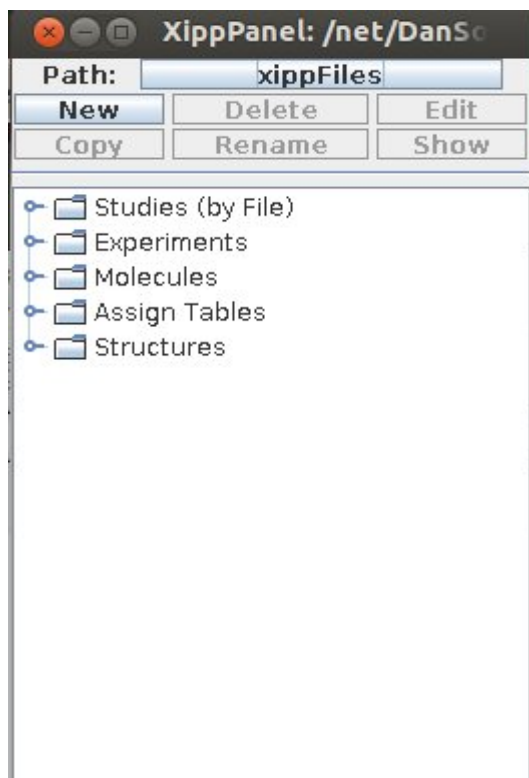 XippPanel: /net/DanSc
Path: xippFiles
New Delete Edit
Copy Rename Show
Studies (by File)
Experiments
Molecules
Assign Tables
Structures